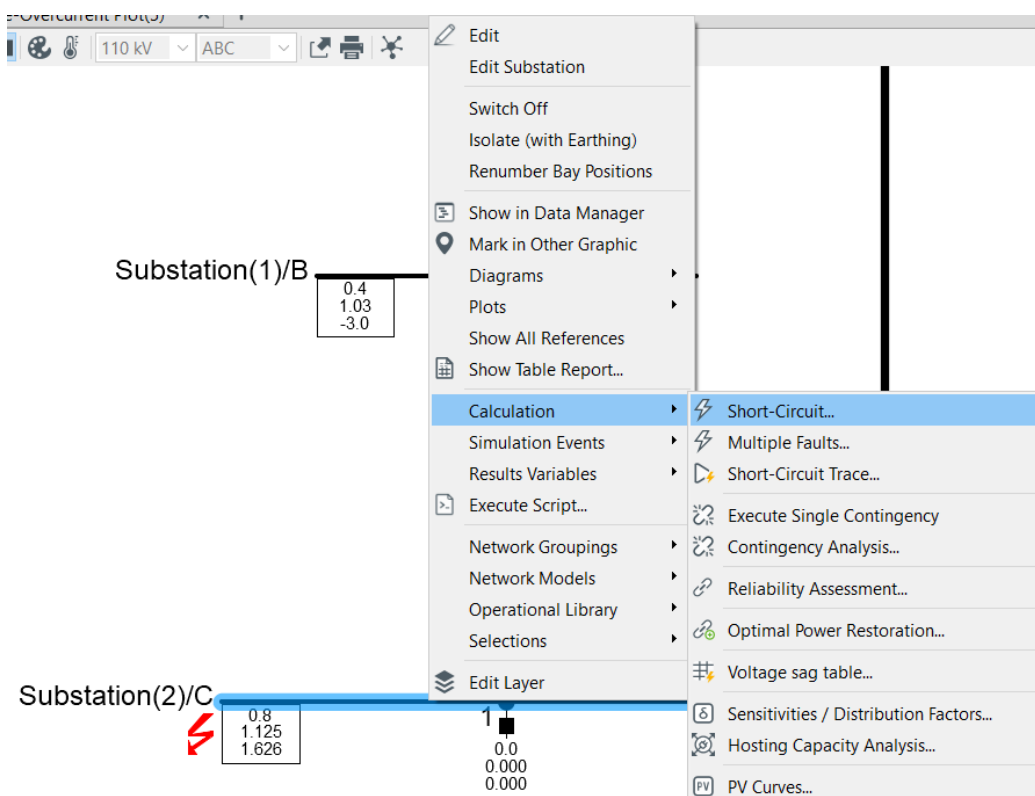 e-Overcurrent Plot(5)
110 kV
ABC
Edit
Edit Substation
Switch Off
Isolate (with Earthing)
Renumber Bay Positions
Show in Data Manager
Mark in Other Graphic
Diagrams
Plots
Show All References
Show Table Report...
Calculation
Simulation Events
Results Variables
Execute Script...
Network Groupings
Network Models
Operational Library
Selections
Edit Layer
Short-Circuit...
Multiple Faults...
Short-Circuit Trace...
Execute Single Contingency
Contingency Analysis...
Reliability Assessment...
Optimal Power Restoration...
Voltage sag table...
Sensitivities / Distribution Factors...
Hosting Capacity Analysis...
PV
PV Curves...
Substation(1)/B
0.4
1.03
-3.0
Substation(2)/C
0.8
1.125
1.626
1
0.0
0.000
0.000